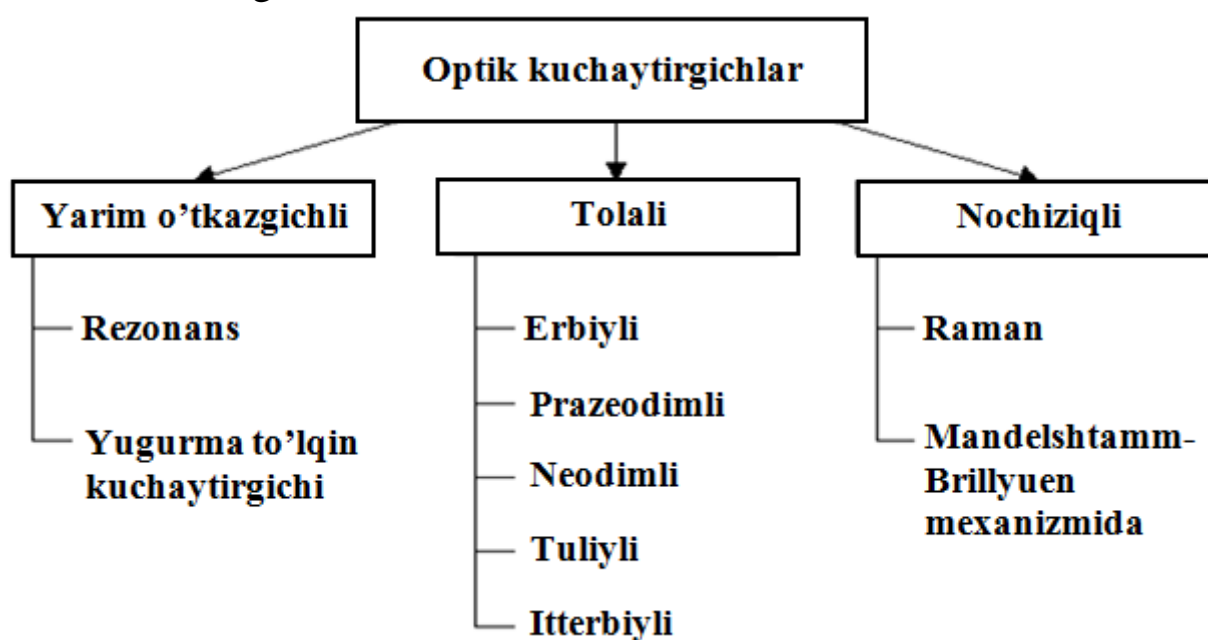 Optik kuchaytirgichlar
Yarim o’tkazgichli
Tolali
Nochiziqli
Rezonans
Yugurma to’lqin
kuchaytirgichi
Erbiyli
Prazeodimli
Neodimli
Tuliyli
Itterbiyli
Raman
Mandelshtamm-
Brillyuen
mexanizmida